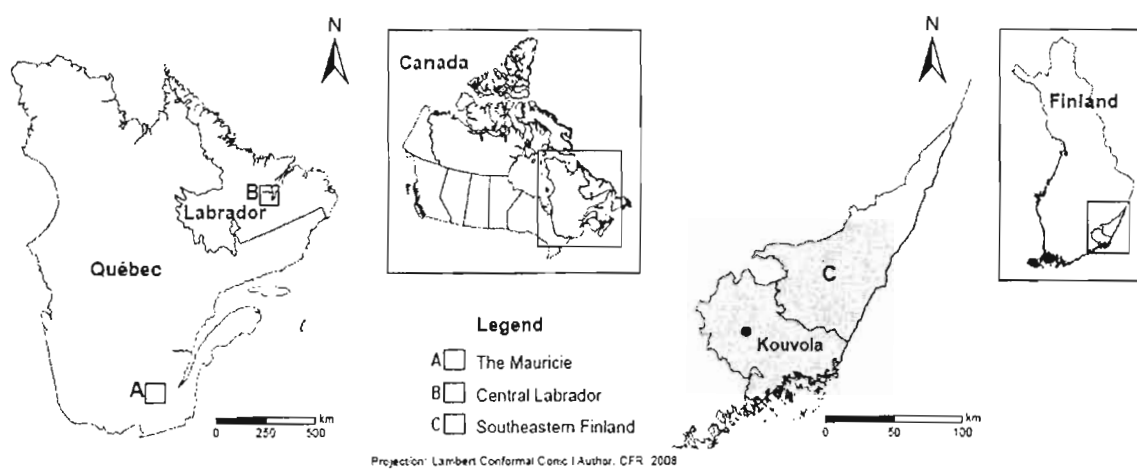 N
Canada
N
Finland
B
Labrador
Québec
C
Kouvola
Legend
A The Mauricie
B Central Labrador
C Southeastern Finland
A
km
0 250 500
km
0 50 100
Projection: Lambert Conformal Conic | Author: CFR, 2008